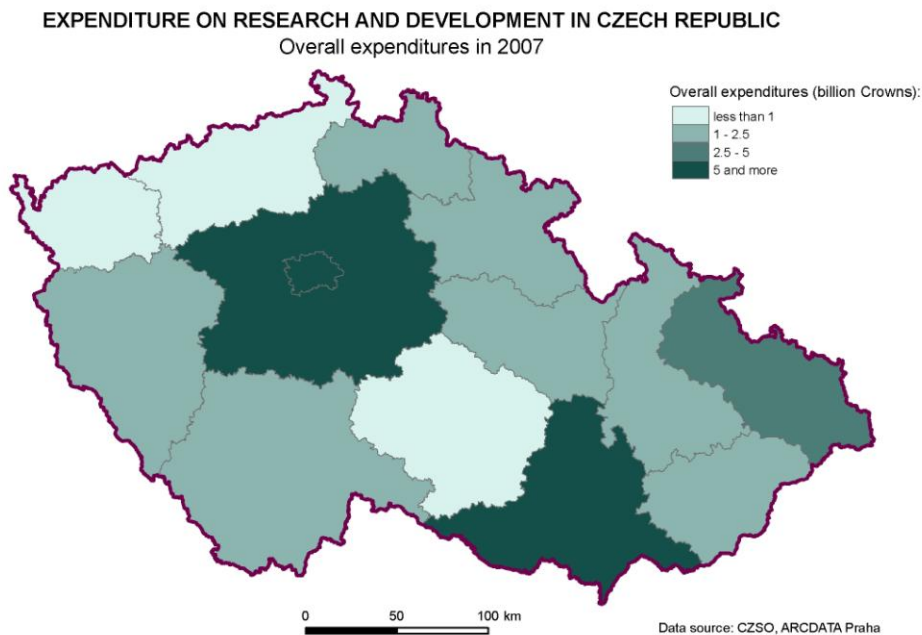 EXPENDITURE ON RESEARCH AND DEVELOPMENT IN CZECH REPUBLIC
Overall expenditures in 2007
Overall expenditures (billion Crowns):
less than 1
1 - 2.5
2.5 - 5
5 and more
0 50 100 km
Data source: CZSO, ARCDATA Praha